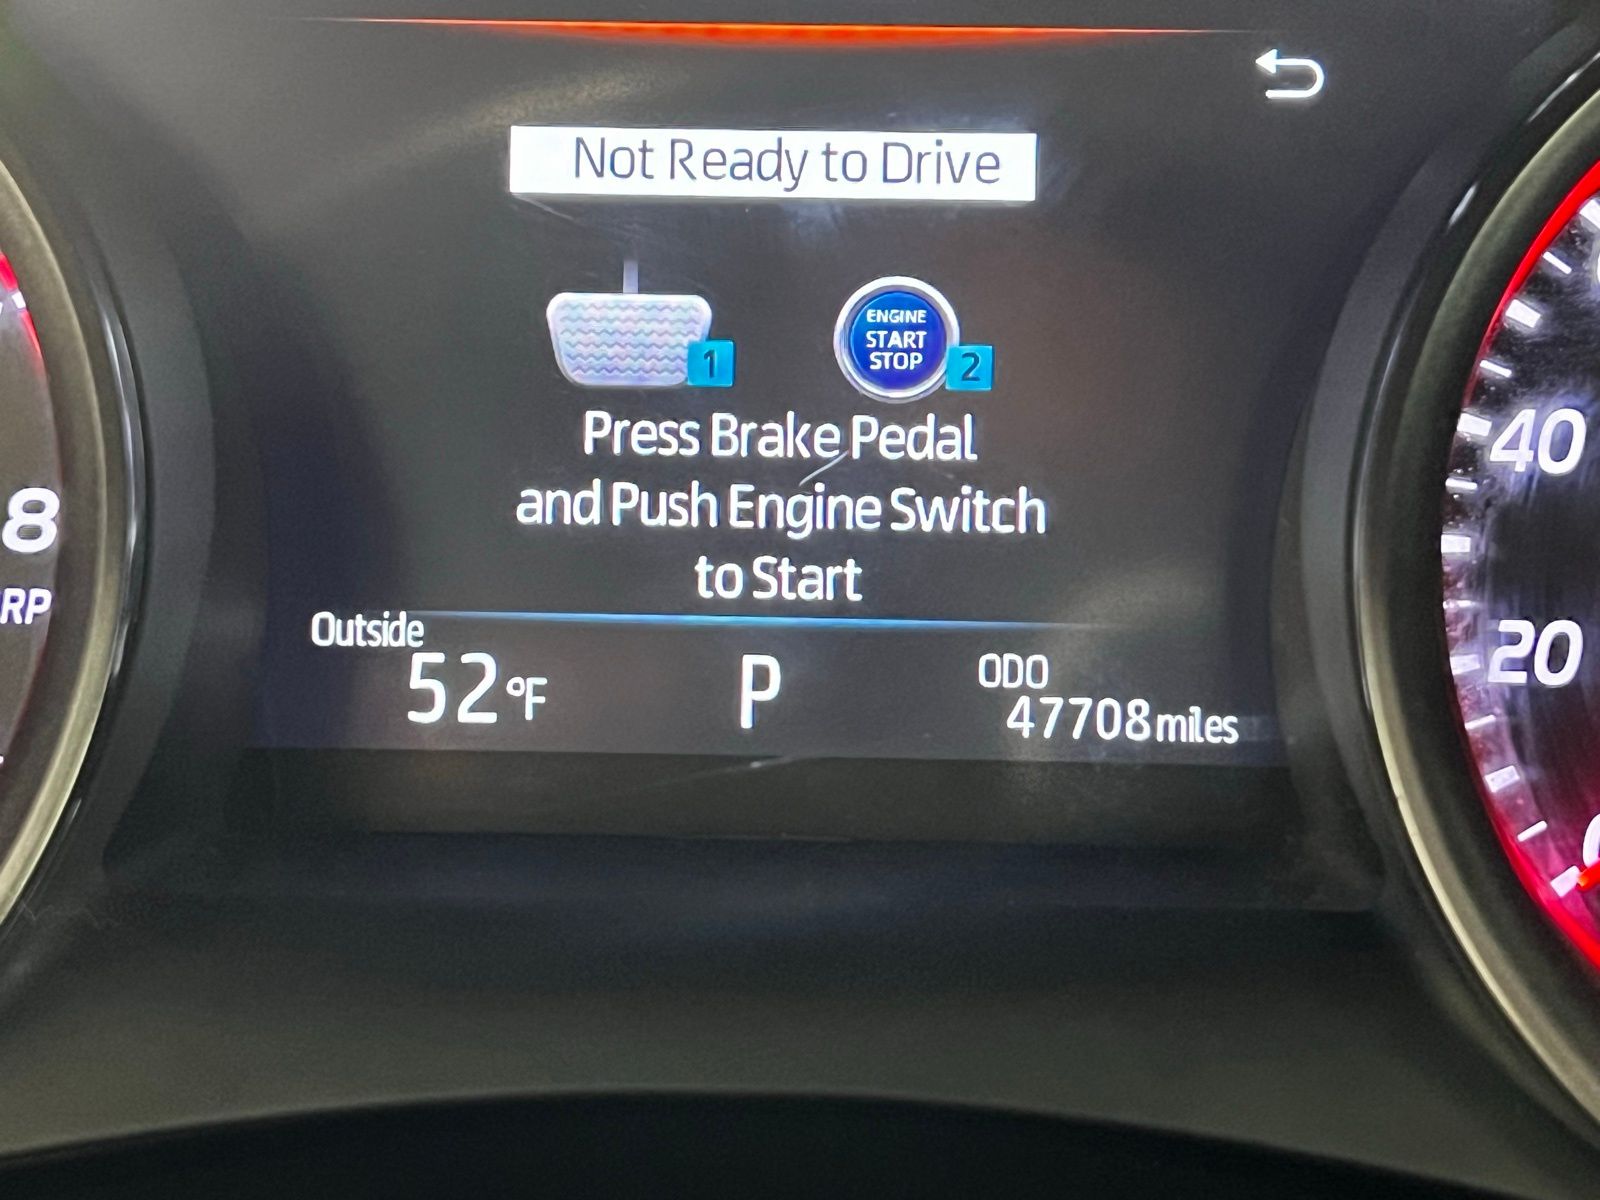 Not Ready to Drive
ENGINE
START
STOP
1
2
Press Brake Pedal
and Push Engine Switch
to Start
Outside
52°F
P
ODO
47708 miles
8
RP
40
20